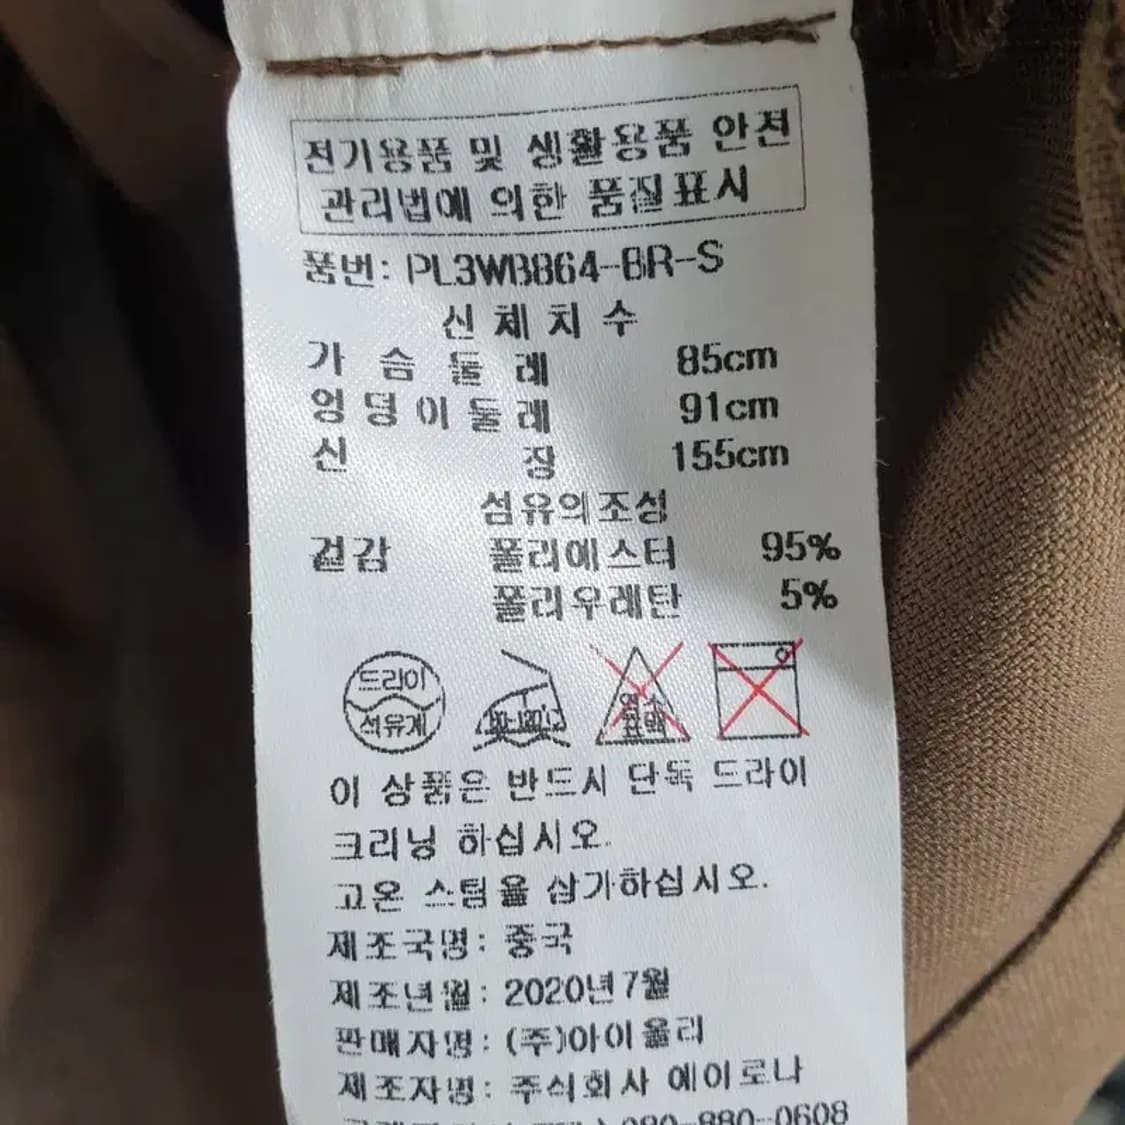 전기용품 및 생활용품 안전
관리법에 의한 품질표시
품번: PL3WB864-BR-S
신체치수
가슴둘레 85cm
엉덩이둘레 91cm
신장 155cm
섬유의조성
겉감 폴리에스터 95%
폴리우레탄 5%
드라이
석유계
염소
표백
이 상품은 반드시 단독 드라이
크리닝 하십시오.
고온 스팀을 삼가하십시오.
제조국명: 중국
제조년월: 2020년 7월
판매자명: (주)아이올리
제조자명: 주식회사 에이로나
080-880-0608